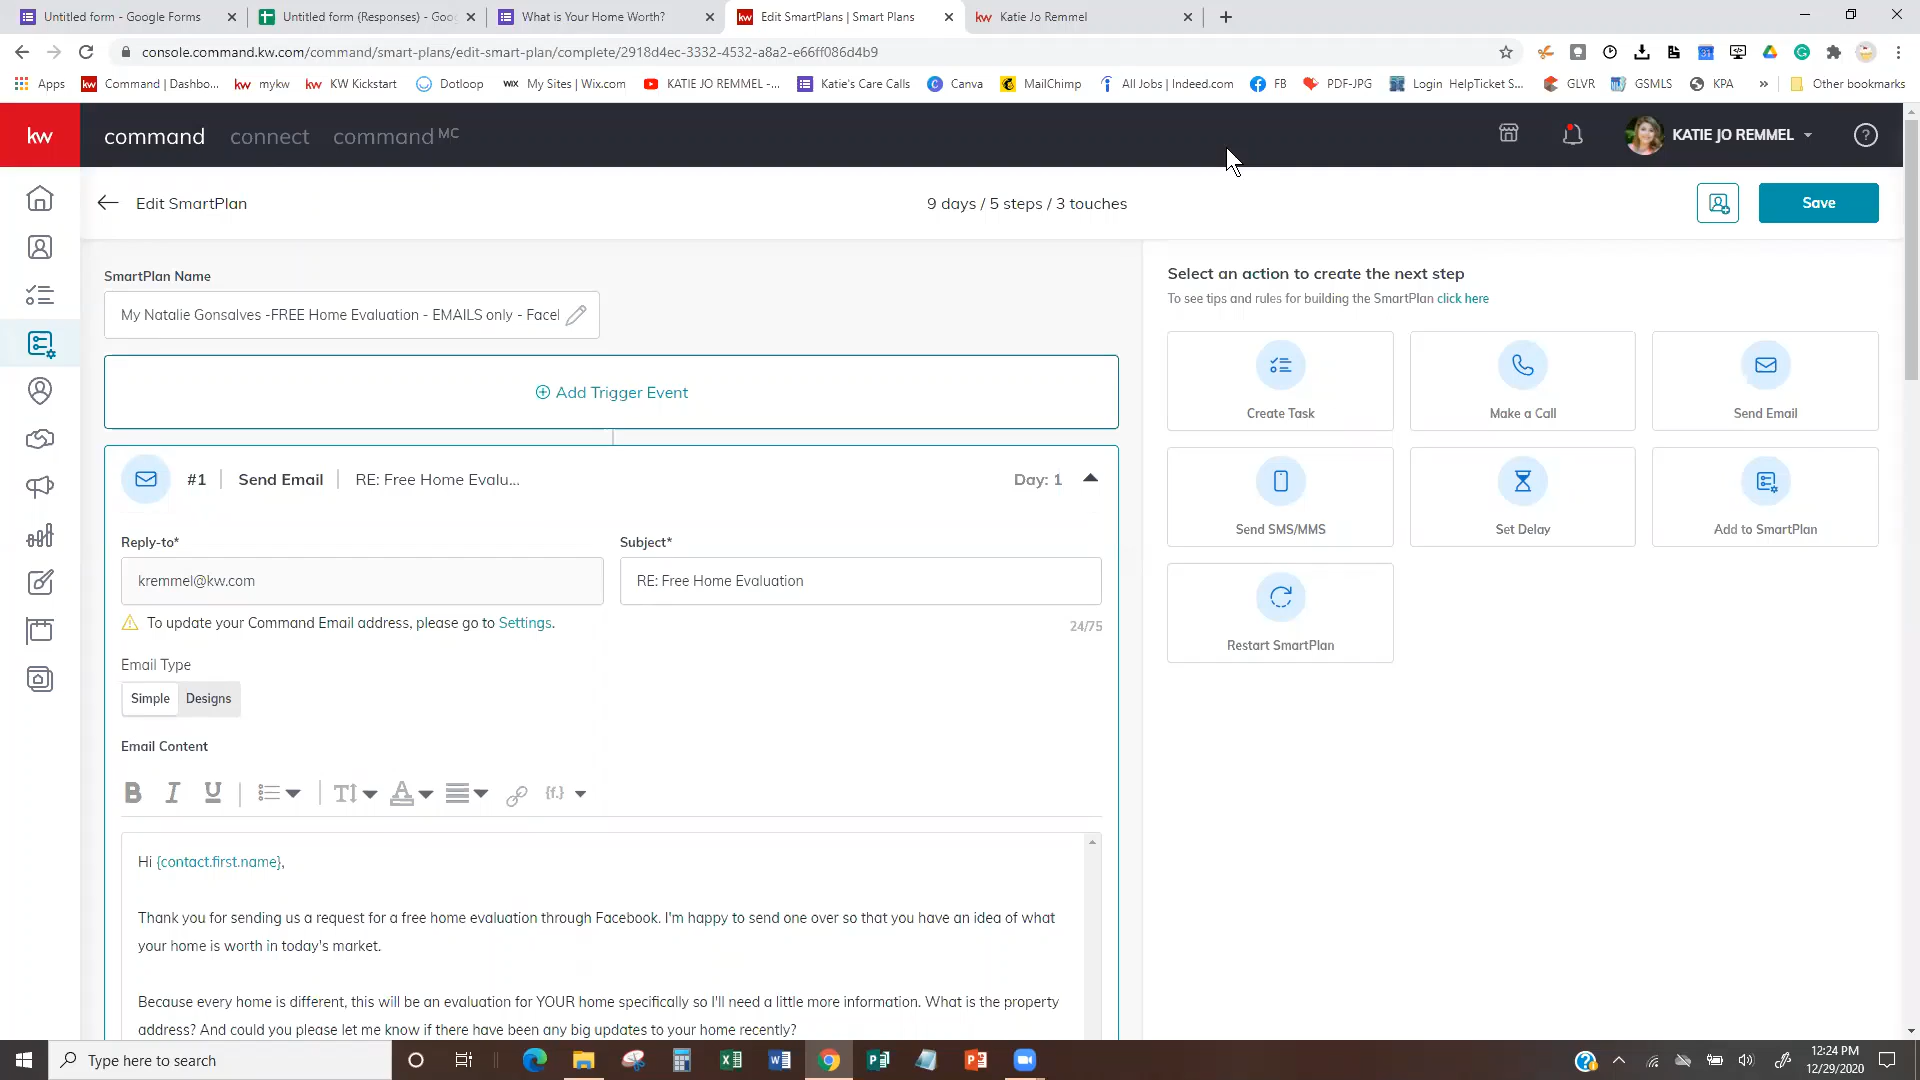 Untitled form - Google Forms
Untitled form (Responses) - Goo
What is Your Home Worth?
kw Edit SmartPlans | Smart Plans
kw Katie Jo Remmel
console.command.kw.com/command/smart-plans/edit-smart-plan/complete/2918d4ec-3332-4532-a8a2-e66ff086d4b9
Apps
kw Command | Dashbo...
kw mykw
kw KW Kickstart
Dotloop
WIX My Sites | Wix.com
KATIE JO REMMEL -...
Katie's Care Calls
Canva
MailChimp
All Jobs | Indeed.com
FB
PDF-JPG
Login HelpTicket S...
GLVR
GSMLS
KPA
»
Other bookmarks
kw
command connect command MC
KATIE JO REMMEL
?
Edit SmartPlan
9 days / 5 steps / 3 touches
Save
SmartPlan Name
My Natalie Gonsalves -FREE Home Evaluation - EMAILS only - Facel
Add Trigger Event
#1 | Send Email | RE: Free Home Evalu...
Day: 1
Reply-to*
kremmel@kw.com
To update your Command Email address, please go to Settings.
Subject*
RE: Free Home Evaluation
24/75
Email Type
Simple Designs
Email Content
B I U
{f.}
Hi {contact.first.name},
Thank you for sending us a request for a free home evaluation through Facebook. I'm happy to send one over so that you have an idea of what
your home is worth in today's market.
Because every home is different, this will be an evaluation for YOUR home specifically so I'll need a little more information. What is the property
address? And could you please let me know if there have been any big updates to your home recently?
Select an action to create the next step
To see tips and rules for building the SmartPlan click here
Create Task
Make a Call
Send Email
Send SMS/MMS
Set Delay
Add to SmartPlan
Restart SmartPlan
Type here to search
12:24 PM
12/29/2020